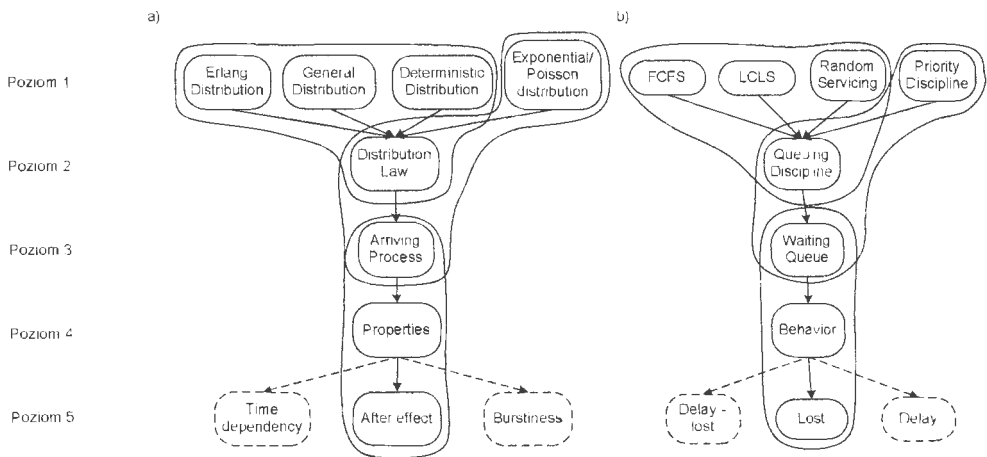 a)
b)
Poziom 1
Erlang
Distribution
General
Distribution
Deterministic
Distribution
Exponential/
Poisson
distribution
FCFS
LCLS
Random
Servicing
Priority
Discipline
Poziom 2
Distribution
Law
Queuing
Discipline
Poziom 3
Arriving
Process
Waiting
Queue
Poziom 4
Properties
Behavior
Poziom 5
Time
dependency
After effect
Burstiness
Delay -
lost
Lost
Delay